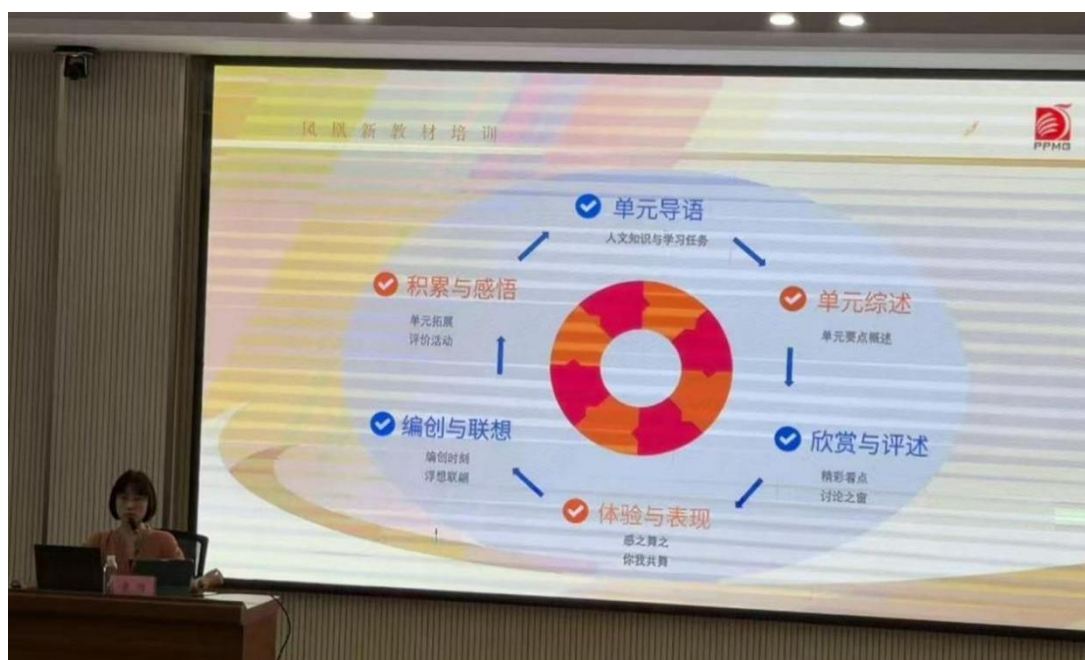 凤凰新教材培训
PPMG
单元导语
人文知识与学习任务
单元综述
单元要点概述
欣赏与评述
精彩看点
讨论之窗
体验与表现
感之舞之
你我共舞
编创与联想
编创时刻
浮想联翩
积累与感悟
单元拓展
评价活动